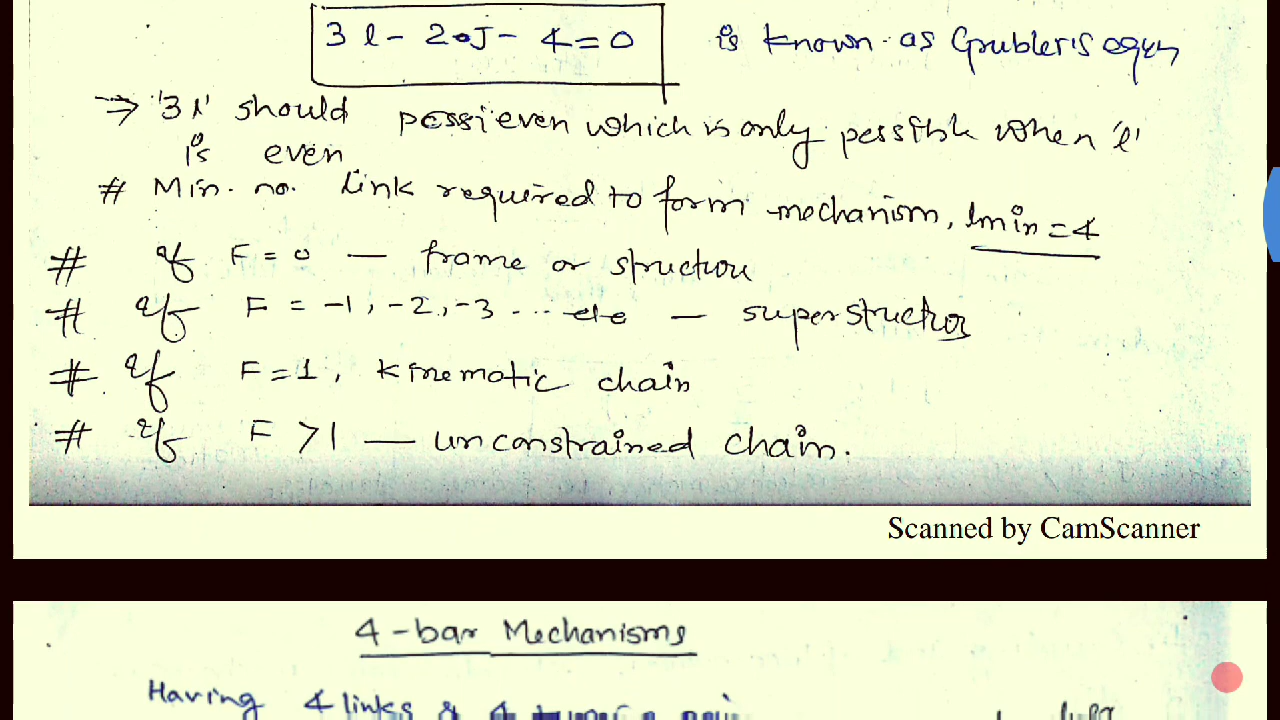 3l - 2·J - 4 = 0 is known as Grubler's eqn
→ '3l' should even which is only possible when 'l'
is even
# Min. no. link required to form mechanism, lmin = 4
# If F = 0 — frame or structure
# If F = -1, -2, -3 ... etc — superstructure
# If F = 1, Kinematic chain
# If F > 1 — unconstrained chain.
Scanned by CamScanner
4-bar Mechanisms
Having 4 links & 4